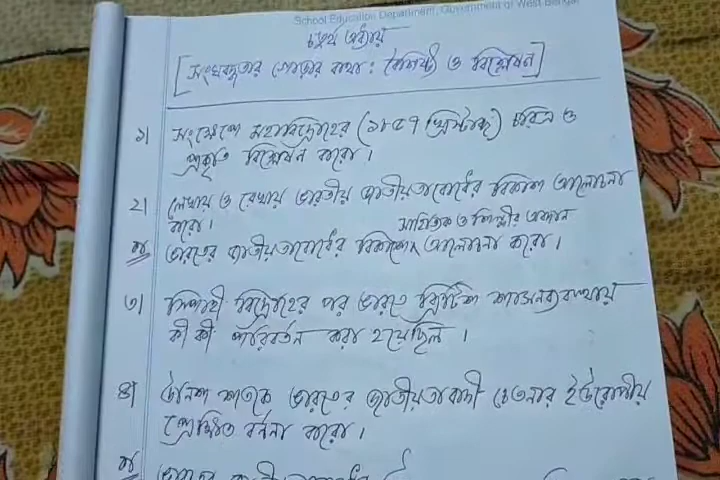 School Education Department, Government of West Bengal
৪র্থ অধ্যায়
[সংঘবদ্ধতার গোড়ার কথা : বৈশিষ্ট্য ও বিশ্লেষণ]
১| সংক্ষেপে মহাবিদ্রোহের (১৮৫৭ খ্রিস্টাব্দ) চরিত্র ও
প্রকৃতি বিশ্লেষণ করো।
২| লেখায় ও রেখায় ভারতীয় জাতীয়তাবোধের বিকাশ আলোচনা
করো।
সাহিত্যিক ও শিল্পীর অবদান
বা, ভারতের জাতীয়তাবোধের বিকাশে আলোচনা করো।
৩| সিপাহী বিদ্রোহের পর ভারতে ব্রিটিশ শাসনব্যবস্থায়
কী কী পরিবর্তন করা হয়েছিল।
৪| উনিশ শতকে ভারতের জাতীয়তাবাদী চেতনার ইউরোপীয়
প্রেক্ষিত বর্ণনা করো।
বা,